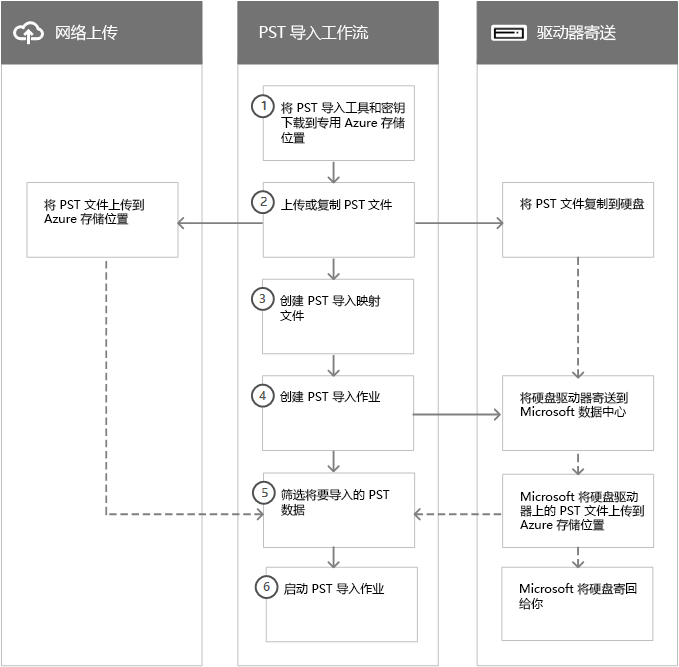 网络上传
PST 导入工作流
驱动器寄送
1
将 PST 导入工具和密钥
下载到专用 Azure 存储
位置
将 PST 文件上传到
Azure 存储位置
2
上传或复制 PST 文件
将 PST 文件复制到硬盘
3
创建 PST 导入映射
文件
4
创建 PST 导入作业
将硬盘驱动器寄送到
Microsoft 数据中心
5
筛选将要导入的 PST
数据
Microsoft 将硬盘驱动
器上的 PST 文件上传到
Azure 存储位置
6
启动 PST 导入作业
Microsoft 将硬盘寄回
给你